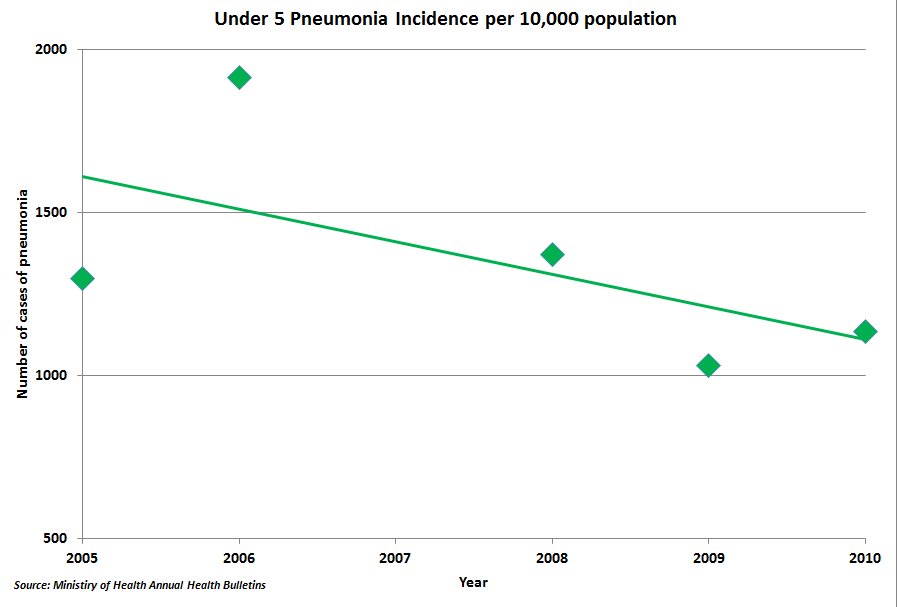 Under 5 Pneumonia Incidence per 10,000 population
Number of cases of pneumonia
2000
1500
1000
500
2005 2006 2007 2008 2009 2010
Year
Source: Ministiry of Health Annual Health Bulletins